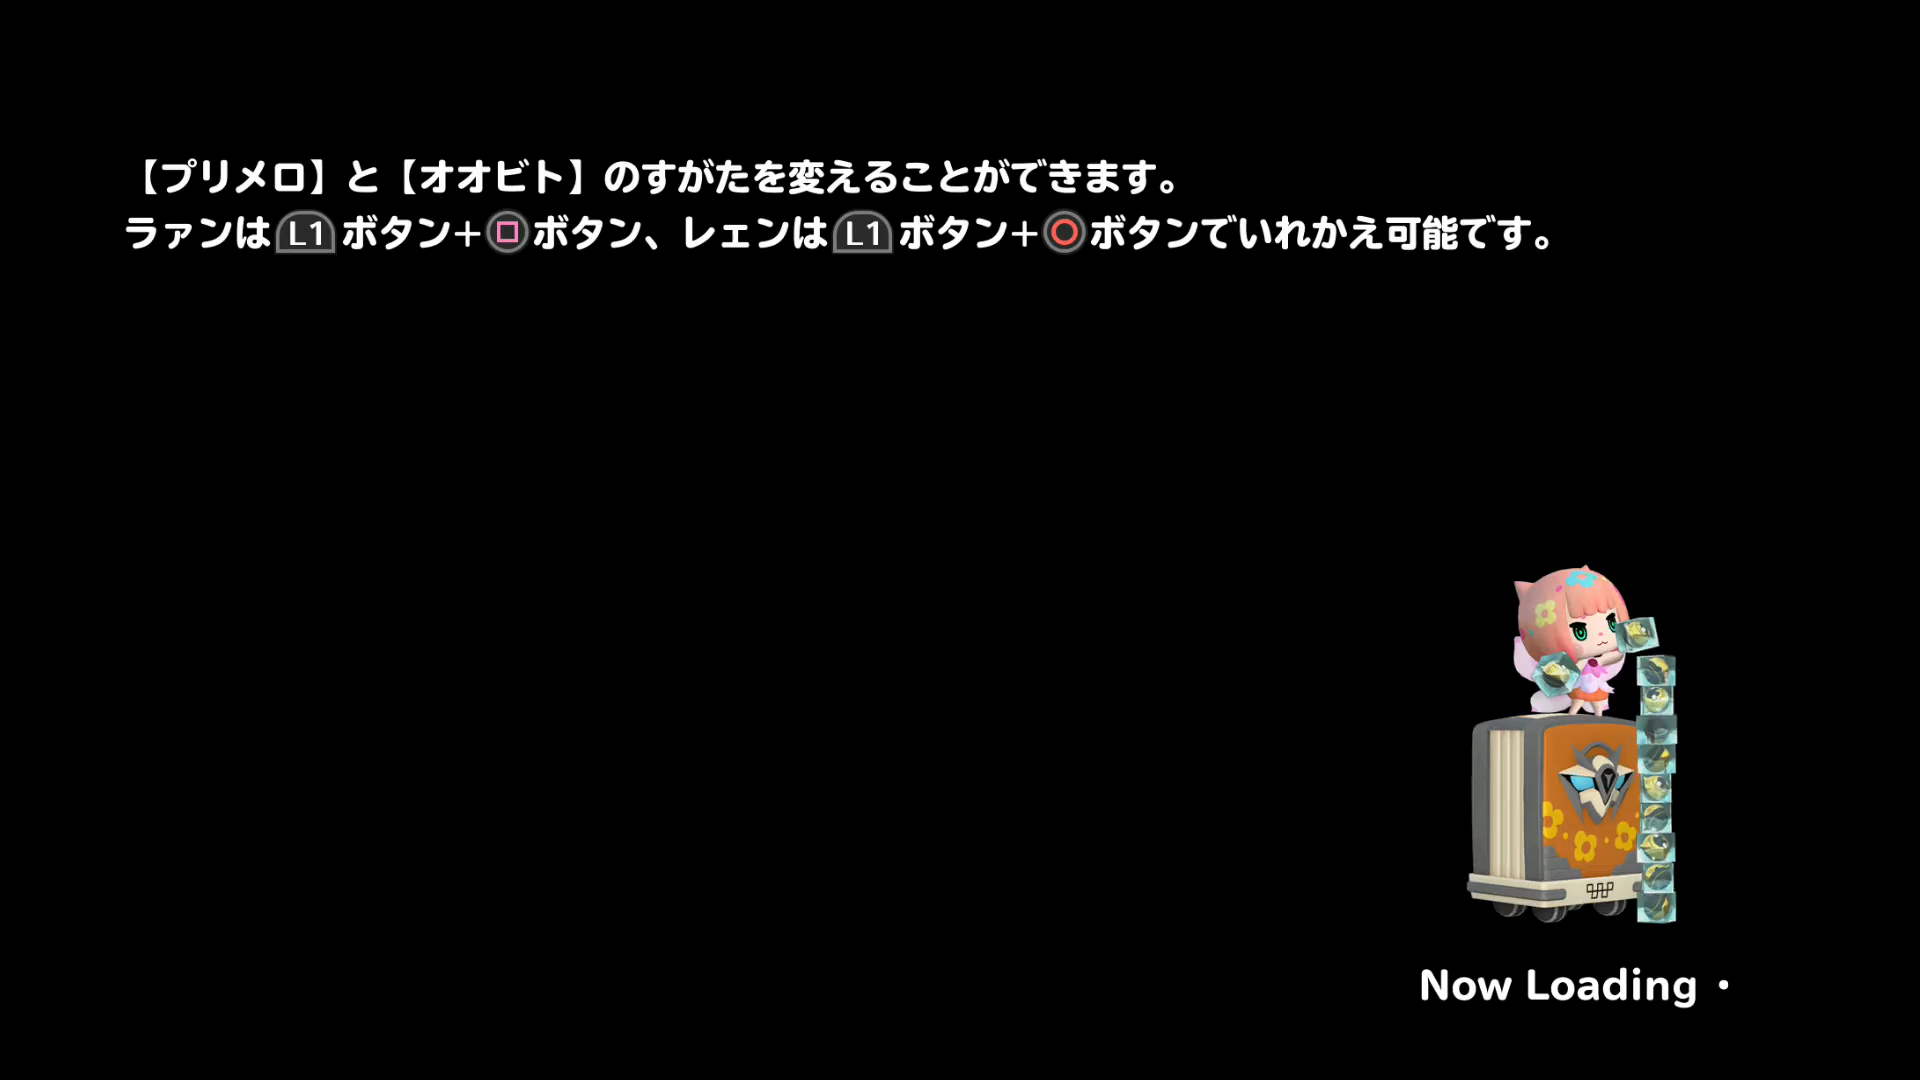 【プリメロ】と【オオビト】のすがたを変えることができます。
ラァンはL1ボタン+□ボタン、レェンはL1ボタン+○ボタンでいれかえ可能です。
Now Loading ・